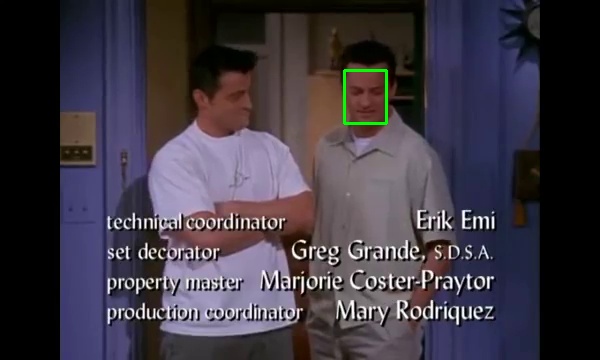 technical coordinator Erik Emi
set decorator Greg Grande, S.D.S.A.
property master Marjorie Coster-Praytor
production coordinator Mary Rodriquez